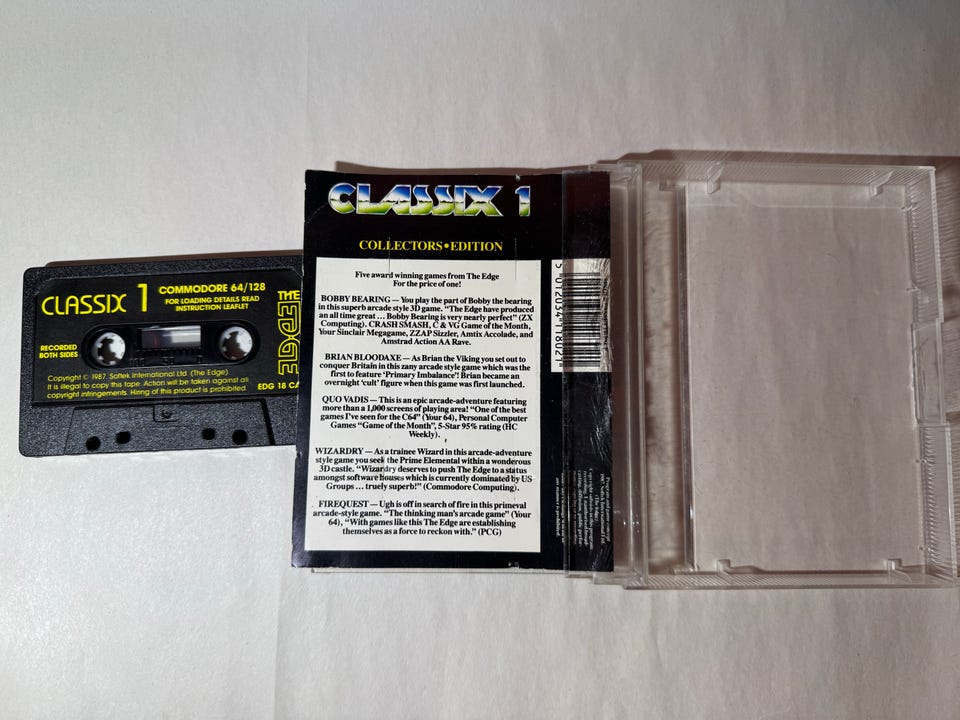 CLASSIX 1
COMMODORE 64/128
FOR LOADING DETAILS READ
INSTRUCTION LEAFLET
THE
EDGE
RECORDED
BOTH SIDES
Copyright © 1987. Softek International Ltd (The Edge)
It is illegal to copy this tape. Action will be taken against all
copyright infringements. Hiring of this product is prohibited
EDG 18 CA
CLASSIX 1
COLLECTORS•EDITION
Five award winning games from The Edge
For the price of one!
BOBBY BEARING — You play the part of Bobby the bearing
in this superb arcade style 3D game. “The Edge have produced
an all time great ... Bobby Bearing is very nearly perfect” (ZX
Computing). CRASH SMASH, C & VG Game of the Month,
Your Sinclair Megagame, ZZAP Sizzler, Amtix Accolade, and
Amstrad Action AA Rave.
BRIAN BLOODAXE — As Brian the Viking you set out to
conquer Britain in this zany arcade style game which was the
first to feature ‘Primary Imbalance’! Brian became an
overnight ‘cult’ figure when this game was first launched.
QUO VADIS — This is an epic arcade-adventure featuring
more than a 1,000 screens of playing area! “One of the best
games I’ve seen for the C64” (Your 64), Personal Computer
Games “Game of the Month”, 5-Star 95% rating (HC
Weekly).
WIZARDRY — As a trainee Wizard in this arcade-adventure
style game you seek the Prime Elemental within a wonderous
3D castle. “Wizardry deserves to push The Edge to a status
amongst software houses which is currently dominated by US
Groups ... truely superb!” (Commodore Computing).
FIREQUEST — Ugh is off in search of fire in this primeval
arcade-style game. “The thinking man’s arcade game” (Your
64), “With games like this The Edge are establishing
themselves as a force to reckon with.” (PCG)
5 012024 118021